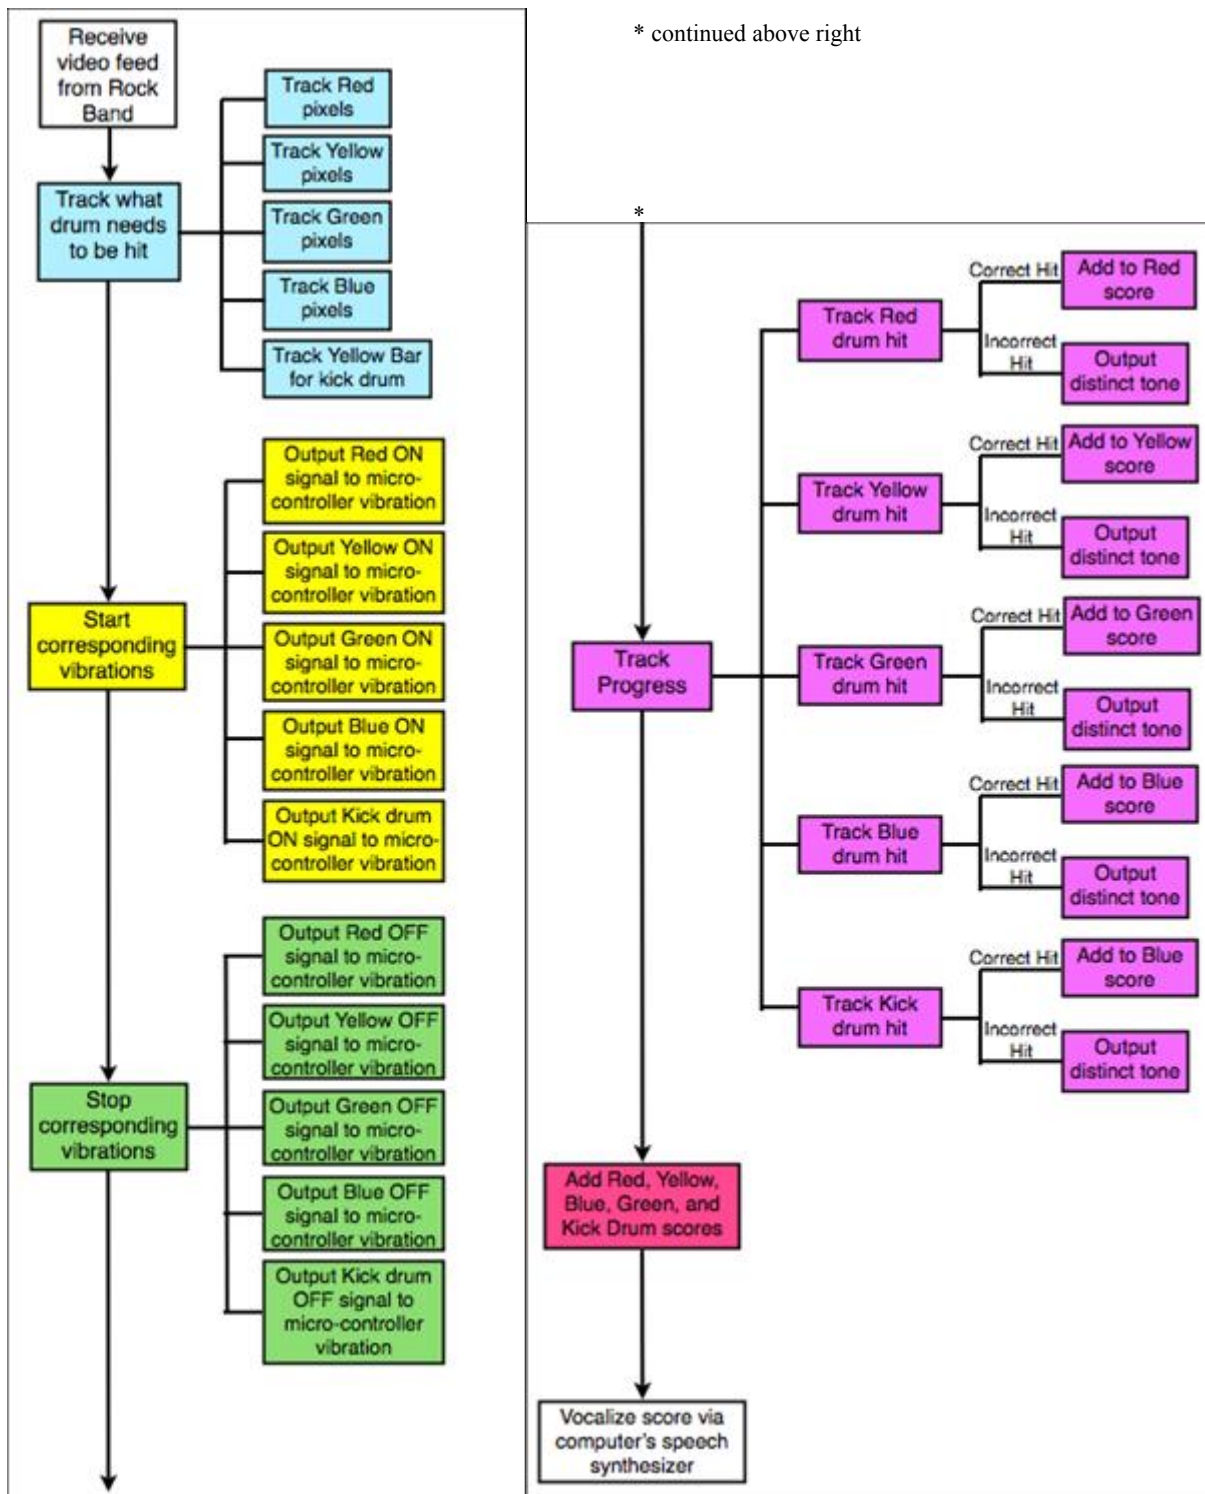 Receive
video feed
from Rock
Band
Track what
drum needs
to be hit
Track Red
pixels
Track Yellow
pixels
Track Green
pixels
Track Blue
pixels
Track Yellow Bar
for kick drum
Start
corresponding
vibrations
Output Red ON
signal to micro-
controller vibration
Output Yellow ON
signal to micro-
controller vibration
Output Green ON
signal to micro-
controller vibration
Output Blue ON
signal to micro-
controller vibration
Output Kick drum
ON signal to micro-
controller vibration
Stop
corresponding
vibrations
Output Red OFF
signal to micro-
controller vibration
Output Yellow OFF
signal to micro-
controller vibration
Output Green OFF
signal to micro-
controller vibration
Output Blue OFF
signal to micro-
controller vibration
Output Kick drum
OFF signal to
micro-controller
vibration
* continued above right
*
Track
Progress
Track Red
drum hit
Correct Hit
Add to Red
score
Incorrect
Hit
Output
distinct tone
Track Yellow
drum hit
Correct Hit
Add to Yellow
score
Incorrect
Hit
Output
distinct tone
Track Green
drum hit
Correct Hit
Add to Green
score
Incorrect
Hit
Output
distinct tone
Track Blue
drum hit
Correct Hit
Add to Blue
score
Incorrect
Hit
Output
distinct tone
Track Kick
drum hit
Correct Hit
Add to Blue
score
Incorrect
Hit
Output
distinct tone
Add Red, Yellow,
Blue, Green, and
Kick Drum scores
Vocalize score via
computer's speech
synthesizer